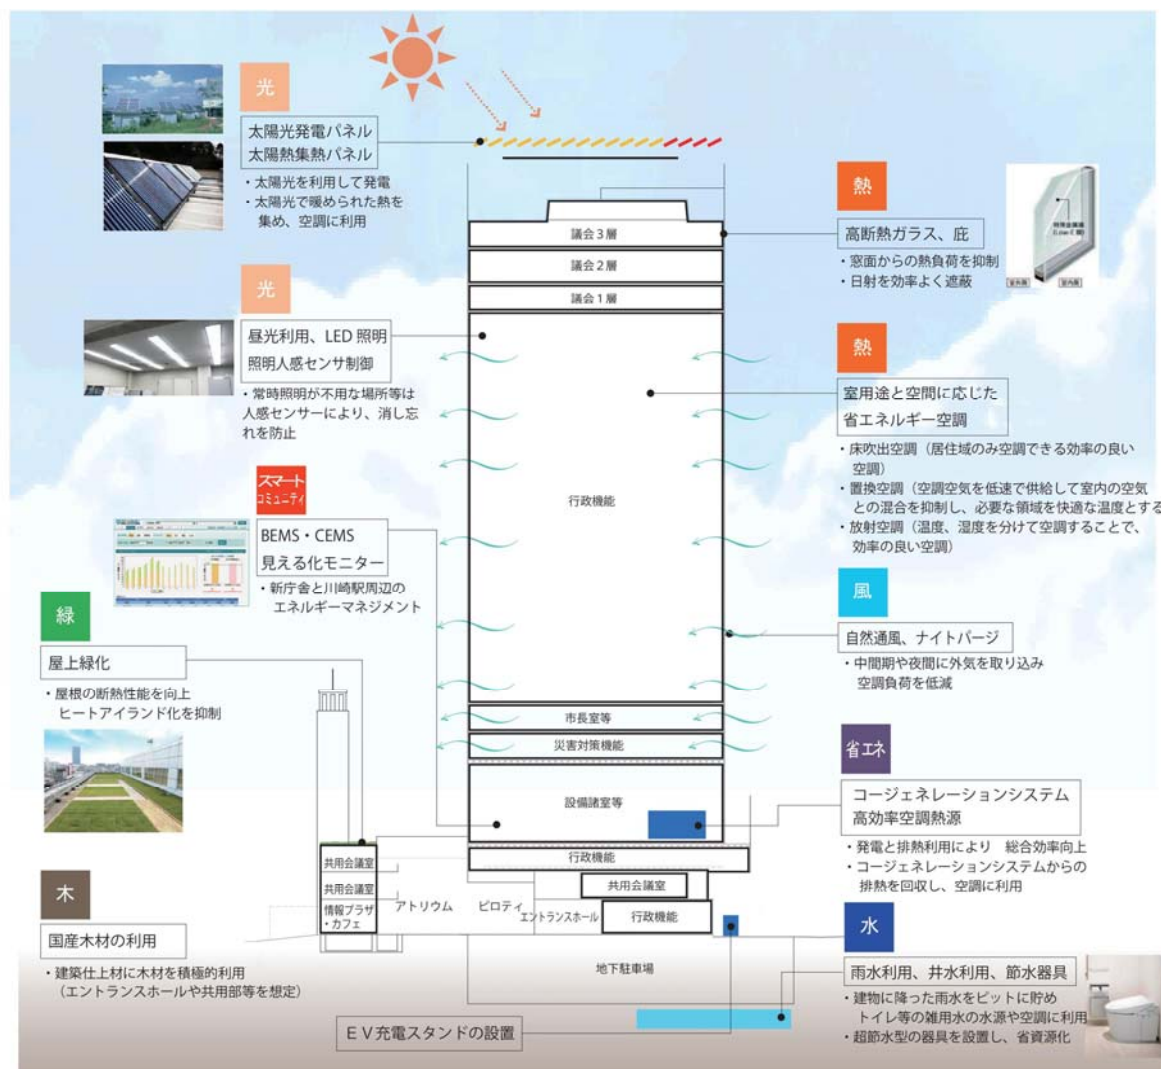 光
太陽光発電パネル
太陽熱集熱パネル
・太陽光を利用して発電
・太陽光で暖められた熱を
集め、空調に利用
光
昼光利用、LED 照明
照明人感センサ制御
・常時照明が不用な場所等は
人感センサーにより、消し忘
れを防止
スマート
コミュニティ
BEMS・CEMS
見える化モニター
・新庁舎と川崎駅周辺の
エネルギーマネジメント
緑
屋上緑化
・屋根の断熱性能を向上
ヒートアイランド化を抑制
木
国産木材の利用
・建築仕上材に木材を積極的利用
（エントランスホールや共用部等を想定）
議会３層
議会２層
議会１層
行政機能
市長室等
災害対策機能
設備諸室等
行政機能
共用会議室
共用会議室
情報プラザ
・カフェ
アトリウム
ピロティ
エントランスホール
共用会議室
行政機能
地下駐車場
ＥＶ充電スタンドの設置
熱
高断熱ガラス、庇
・窓面からの熱負荷を抑制
・日射を効率よく遮蔽
特殊金属膜
(Low-E 膜)
室外側
室内側
熱
室用途と空間に応じた
省エネルギー空調
・床吹出空調（居住域のみ空調できる効率の良い
空調）
・置換空調（空調空気を低速で供給して室内の空気
との混合を抑制し、必要な領域を快適な温度とする
・放射空調（温度、湿度を分けて空調することで、
効率の良い空調）
風
自然通風、ナイトパージ
・中間期や夜間に外気を取り込み
空調負荷を低減
省エネ
コージェネレーションシステム
高効率空調熱源
・発電と排熱利用により　総合効率向上
・コージェネレーションシステムからの
排熱を回収し、空調に利用
水
雨水利用、井水利用、節水器具
・建物に降った雨水をピットに貯め
トイレ等の雑用水の水源や空調に利用
・超節水型の器具を設置し、省資源化